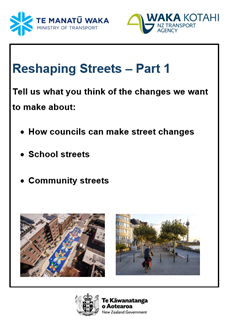 TE MANATŪ WAKA
MINISTRY OF TRANSPORT
WAKA KOTAHI
NZ TRANSPORT
AGENCY
Reshaping Streets – Part 1
Tell us what you think of the changes we want
to make about:
• How councils can make street changes
• School streets
• Community streets
Te Kāwanatanga
o Aotearoa
New Zealand Government